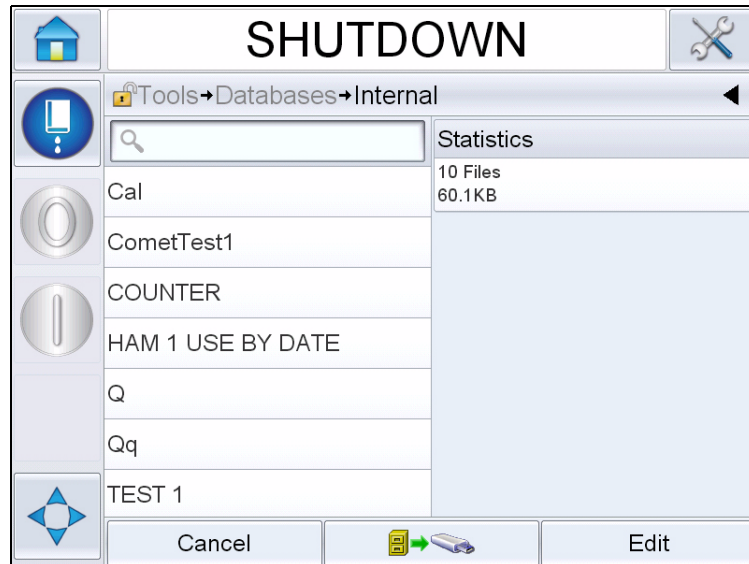 SHUTDOWN
Tools→Databases→Internal
Statistics
10 Files
60.1KB
Cal
CometTest1
COUNTER
HAM 1 USE BY DATE
Q
Qq
TEST 1
Cancel
Edit